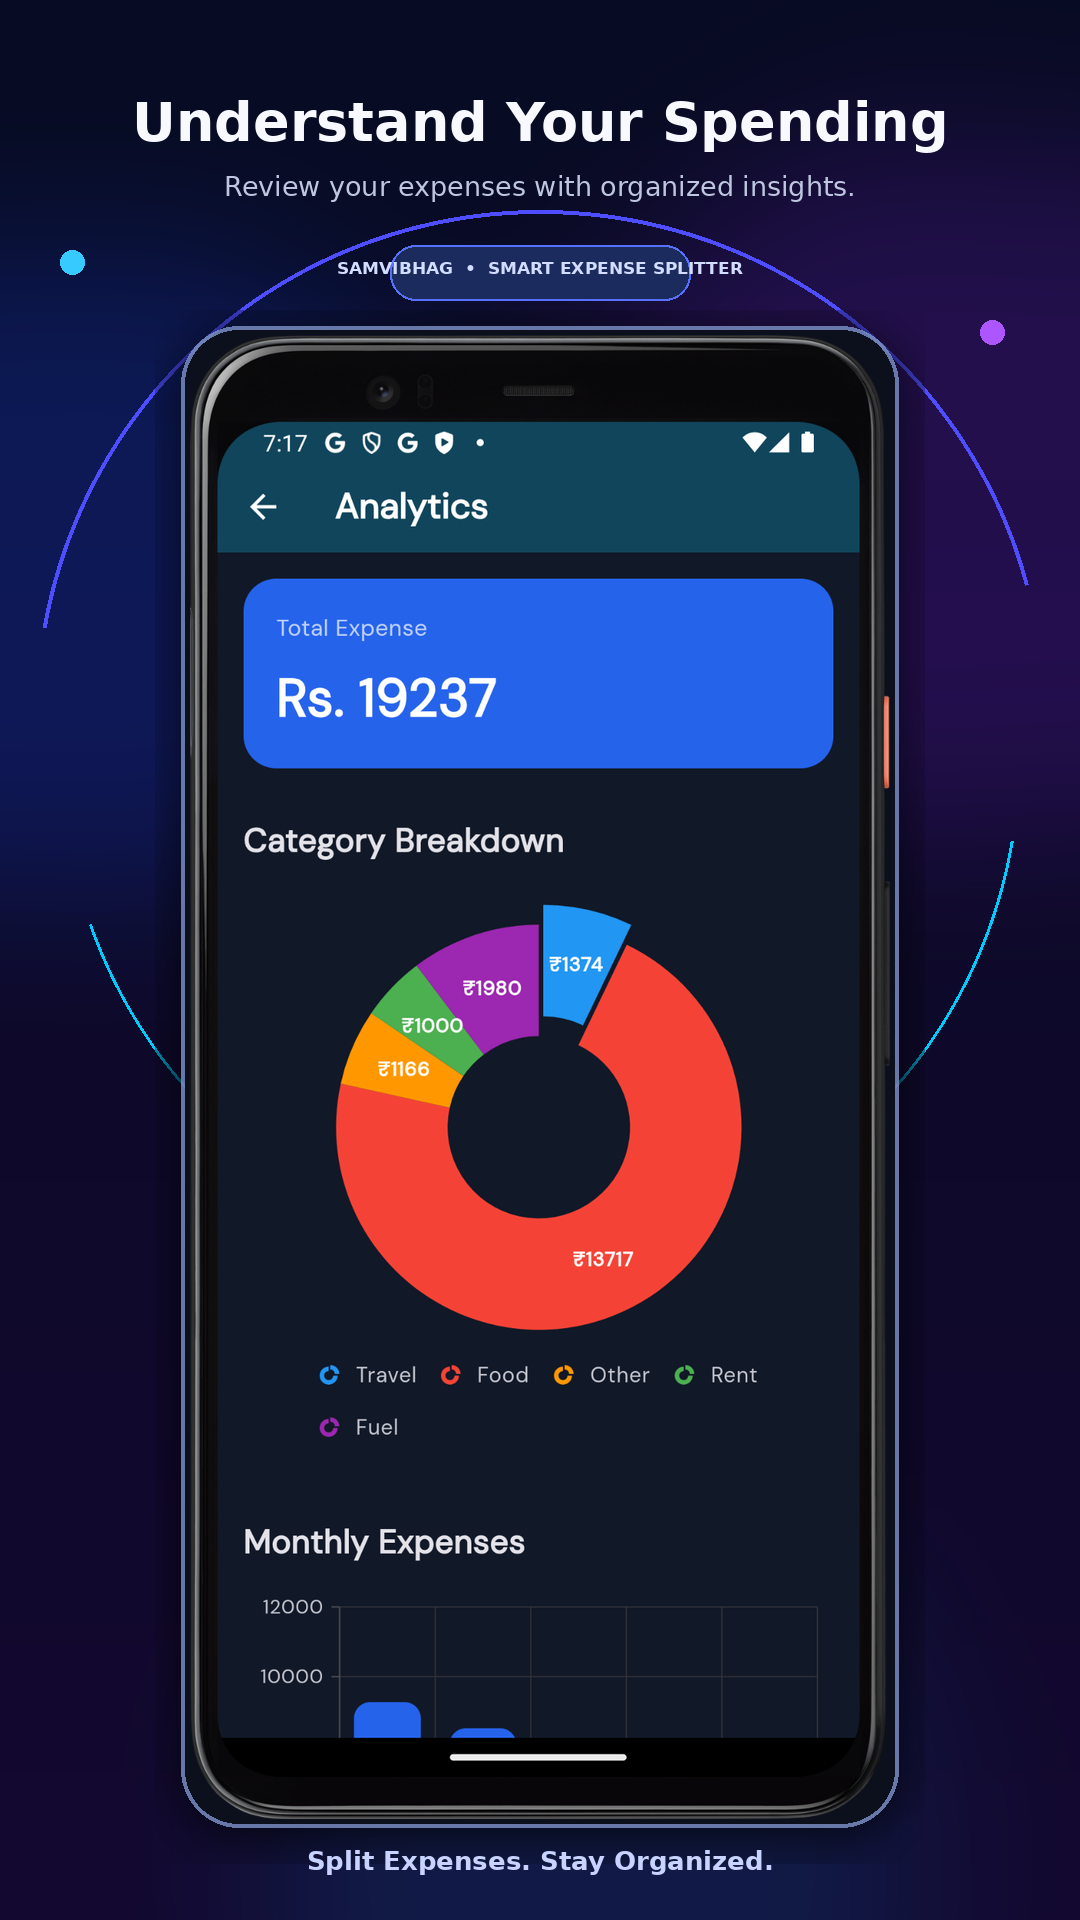 Understand Your Spending
Review your expenses with organized insights.
SAMVIBHAG • SMART EXPENSE SPLITTER
7:17
Analytics
Total Expense
Rs. 19237
Category Breakdown
₹1374
₹1980
₹1000
₹1166
₹13717
Travel Food Other Rent
Fuel
Monthly Expenses
12000
10000
Split Expenses. Stay Organized.